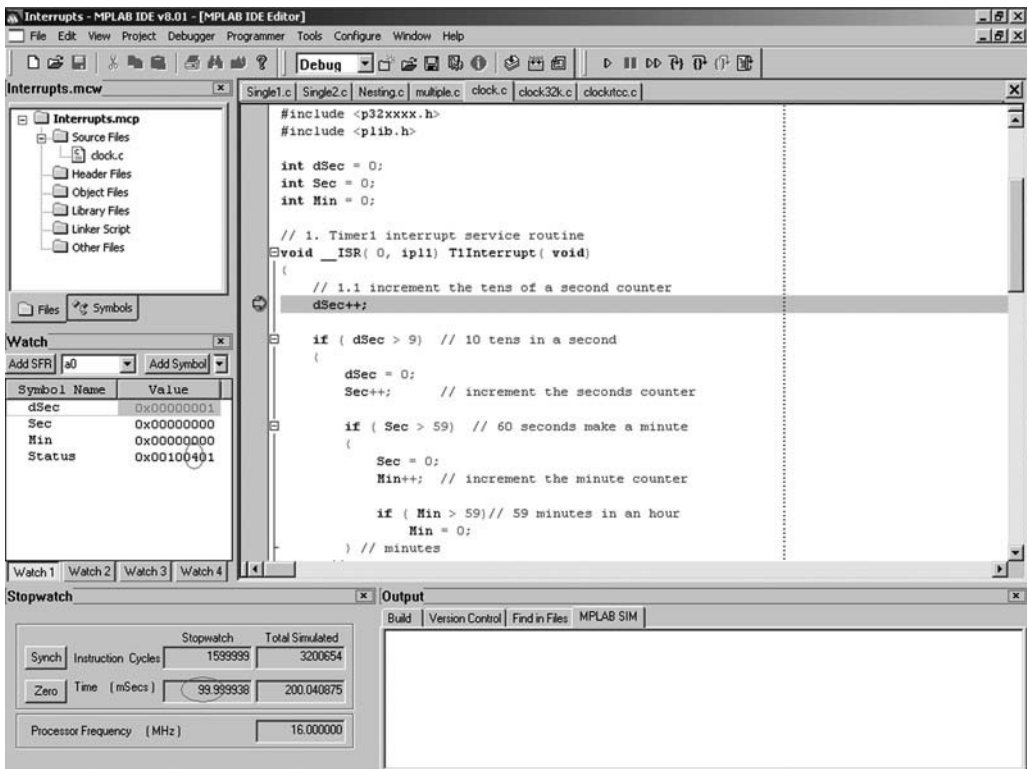 Interrupts - MPLAB IDE v8.01 - [MPLAB IDE Editor]
File Edit View Project Debugger Programmer Tools Configure Window Help
Debug
Interrupts.mcw
Interrupts.mcp
Source Files
clock.c
Header Files
Object Files
Library Files
Linker Script
Other Files
Files Symbols
Watch
Add SFR a0 Add Symbol
Symbol Name Value
dSec 0x00000001
Sec 0x00000000
Min 0x00000000
Status 0x00100401
Watch 1 Watch 2 Watch 3 Watch 4
Single1.c Single2.c Nesting.c multiple.c clock.c clock32k.c clockrtcc.c
#include <p32xxxx.h>
#include <plib.h>
int dSec = 0;
int Sec = 0;
int Min = 0;
// 1. Timer1 interrupt service routine
void __ISR( 0, ipl1) T1Interrupt( void)
{
// 1.1 increment the tens of a second counter
dSec++;
if ( dSec > 9) // 10 tens in a second
{
dSec = 0;
Sec++; // increment the seconds counter
if ( Sec > 59) // 60 seconds make a minute
{
Sec = 0;
Min++; // increment the minute counter
if ( Min > 59)// 59 minutes in an hour
Min = 0;
} // minutes
Stopwatch
Stopwatch Total Simulated
Synch Instruction Cycles 1599999 3200654
Zero Time (mSecs) 99.999938 200.040875
Processor Frequency (MHz) 16.000000
Output
Build Version Control Find in Files MPLAB SIM